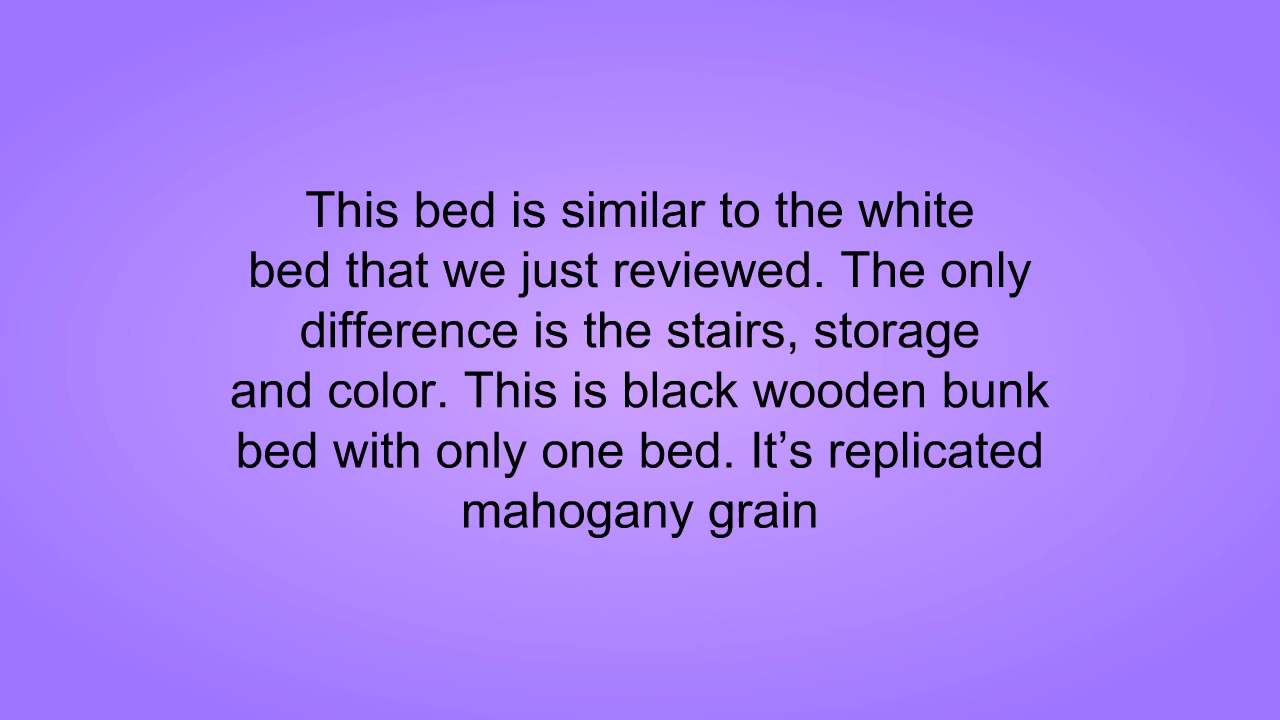 This bed is similar to the white
bed that we just reviewed. The only
difference is the stairs, storage
and color. This is black wooden bunk
bed with only one bed. It’s replicated
mahogany grain